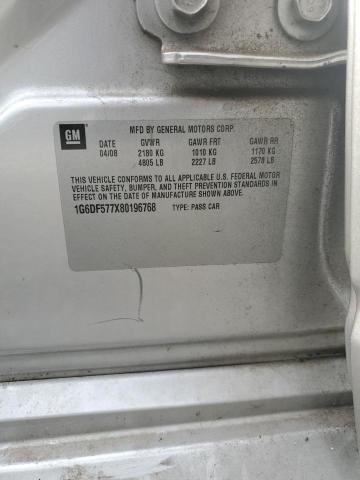 GM
MFD BY GENERAL MOTORS CORP.
DATE GVWR GAWR FRT GAWR RR
04/08 2180 KG 1010 KG 1170 KG
4805 LB 2227 LB 2578 LB
THIS VEHICLE CONFORMS TO ALL APPLICABLE U.S. FEDERAL MOTOR
VEHICLE SAFETY, BUMPER, AND THEFT PREVENTION STANDARDS IN
EFFECT ON THE DATE OF MANUFACTURE SHOWN ABOVE.
1G6DF577X80196768 TYPE: PASS CAR